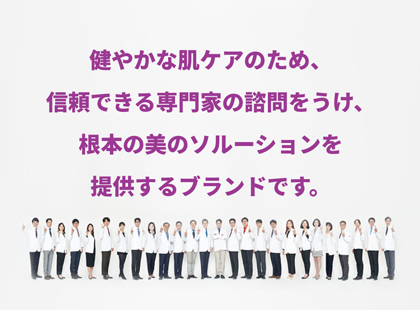 健やかな肌ケアのため、
信頼できる専門家の諮問をうけ、
根本の美のソルーションを
提供するブランドです。